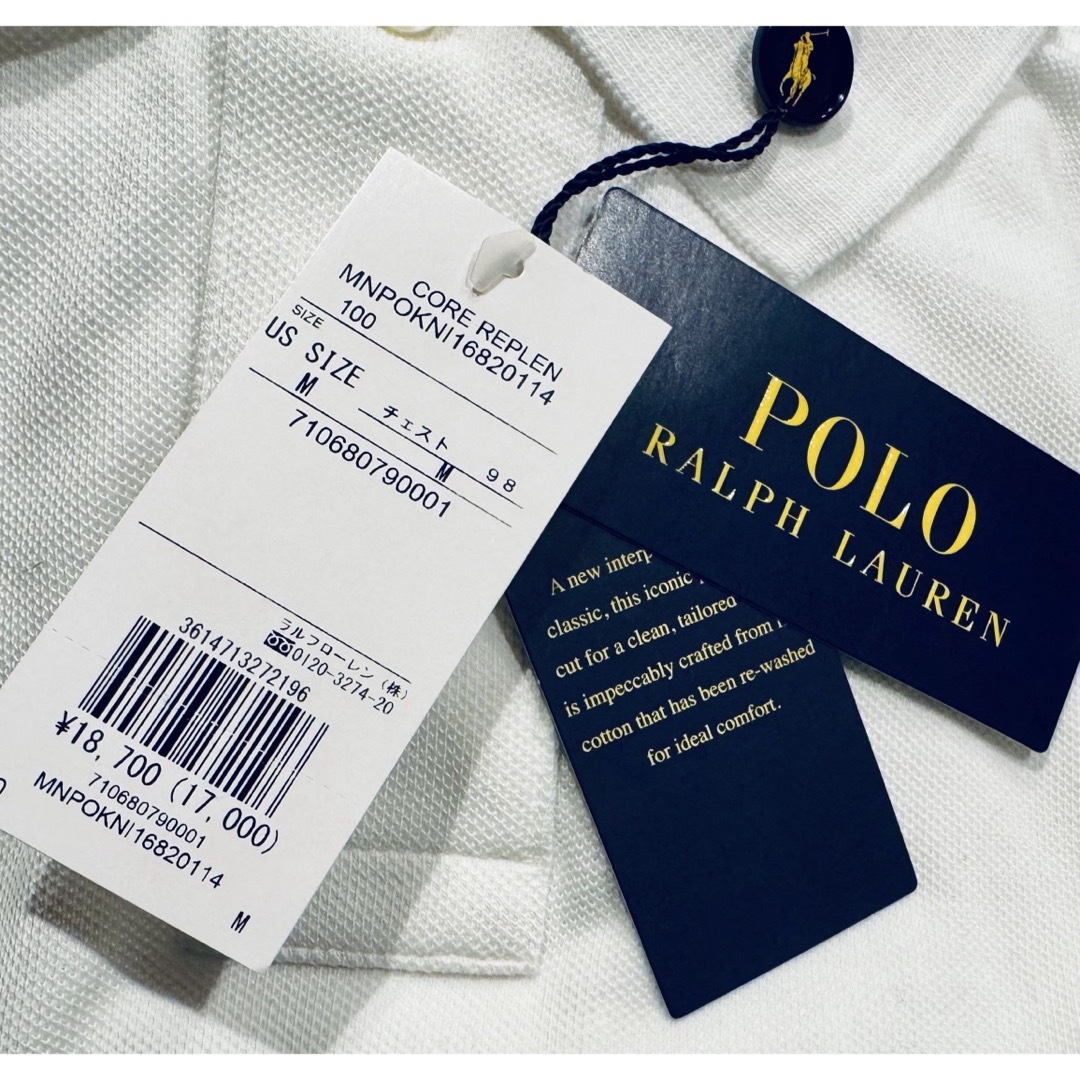 CORE REPLEN
MNPOKNI16820114
SIZE 100
US SIZE
M
チェスト 98
M
710680790001
ラルフローレン(株)
0120-3274-20
3614713272196
¥18,700(17,000)
710680790001
MNPOKNI16820114
M
POLO
RALPH LAUREN
A new
classic, this iconic
cut for a clean, tailored
is impeccably crafted from
cotton that has been re-washed
for ideal comfort.